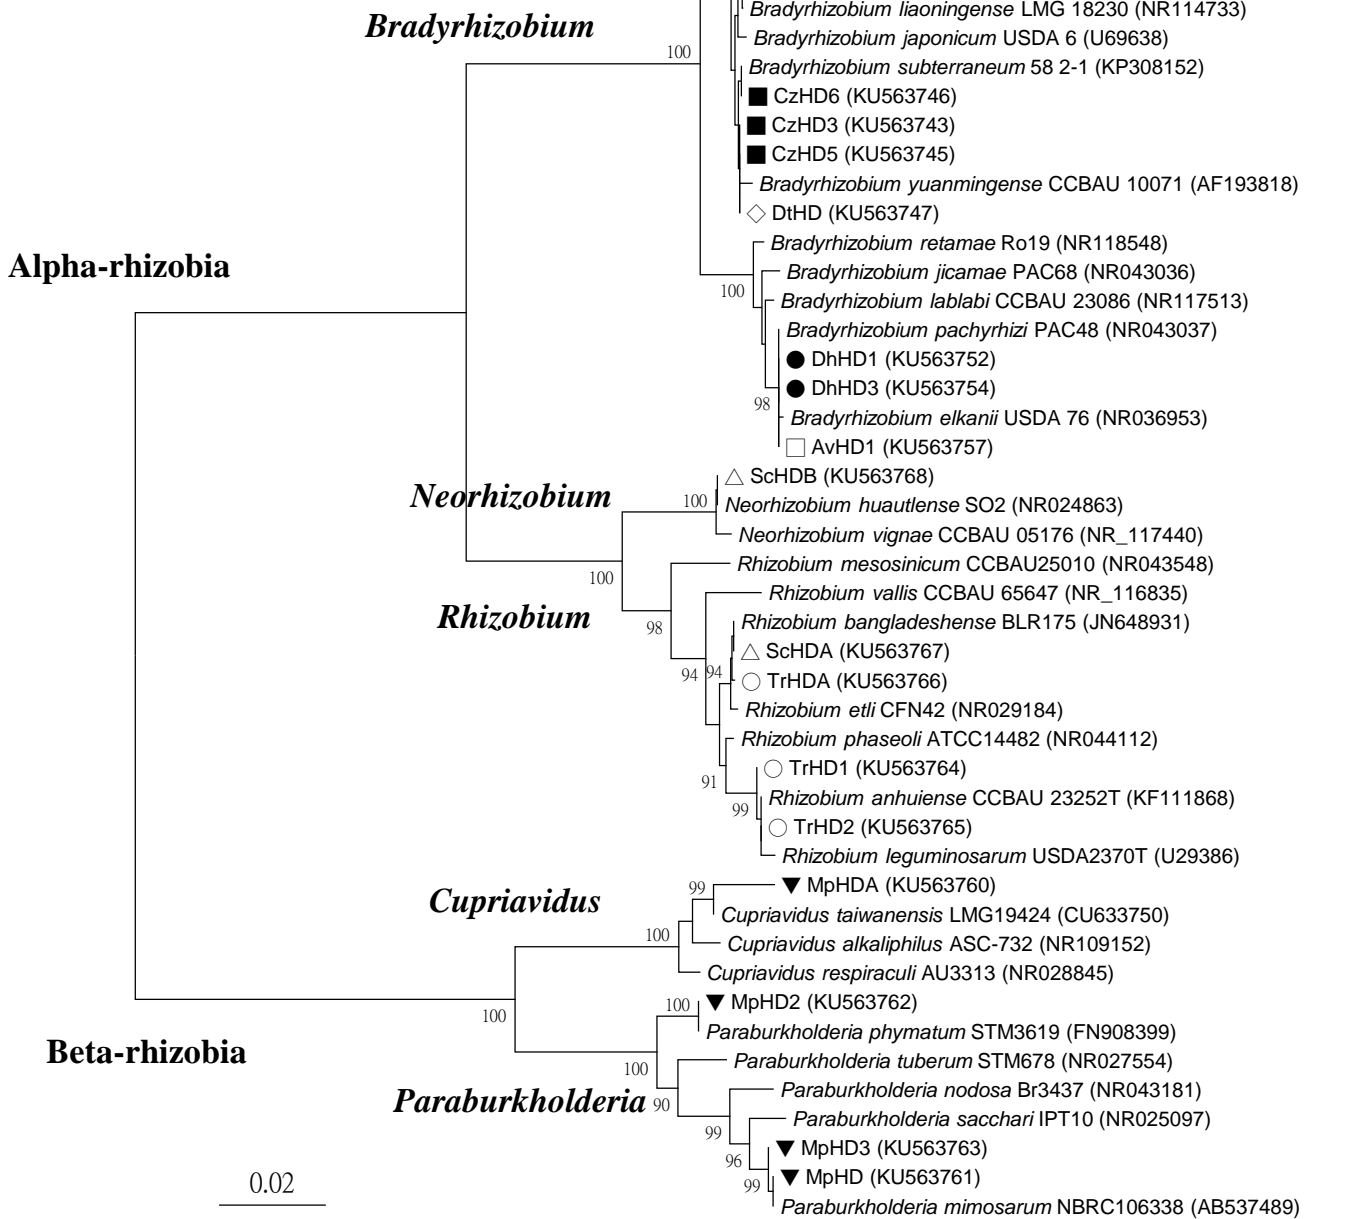 Bradyrhizobium liaoningense LMG 18230 (NR114733)
Bradyrhizobium
Bradyrhizobium japonicum USDA 6 (U69638)
100
Bradyrhizobium subterraneum 58 2-1 (KP308152)
CzHD6 (KU563746)
CzHD3 (KU563743)
CzHD5 (KU563745)
Bradyrhizobium yuanmingense CCBAU 10071 (AF193818)
DtHD (KU563747)
Bradyrhizobium retamae Ro19 (NR118548)
Alpha-rhizobia
Bradyrhizobium jicamae PAC68 (NR043036)
100
Bradyrhizobium lablabi CCBAU 23086 (NR117513)
Bradyrhizobium pachyrhizi PAC48 (NR043037)
DhHD1 (KU563752)
DhHD3 (KU563754)
98
Bradyrhizobium elkanii USDA 76 (NR036953)
AvHD1 (KU563757)
ScHDB (KU563768)
Neorhizobium
100
Neorhizobium huautlense SO2 (NR024863)
Neorhizobium vignae CCBAU 05176 (NR_117440)
Rhizobium mesosinicum CCBAU25010 (NR043548)
100
Rhizobium vallis CCBAU 65647 (NR_116835)
Rhizobium
98
Rhizobium bangladeshense BLR175 (JN648931)
ScHDA (KU563767)
94
94
TrHDA (KU563766)
Rhizobium etli CFN42 (NR029184)
Rhizobium phaseoli ATCC14482 (NR044112)
TrHD1 (KU563764)
91
Rhizobium anhuiense CCBAU 23252T (KF111868)
99
TrHD2 (KU563765)
Rhizobium leguminosarum USDA2370T (U29386)
99
MpHDA (KU563760)
Cupriavidus
Cupriavidus taiwanensis LMG19424 (CU633750)
100
Cupriavidus alkaliphilus ASC-732 (NR109152)
Cupriavidus respiraculi AU3313 (NR028845)
100
MpHD2 (KU563762)
100
Paraburkholderia phymatum STM3619 (FN908399)
Beta-rhizobia
Paraburkholderia tuberum STM678 (NR027554)
100
Paraburkholderia nodosa Br3437 (NR043181)
Paraburkholderia
90
Paraburkholderia sacchari IPT10 (NR025097)
99
MpHD3 (KU563763)
96
MpHD (KU563761)
99
0.02
Paraburkholderia mimosarum NBRC106338 (AB537489)